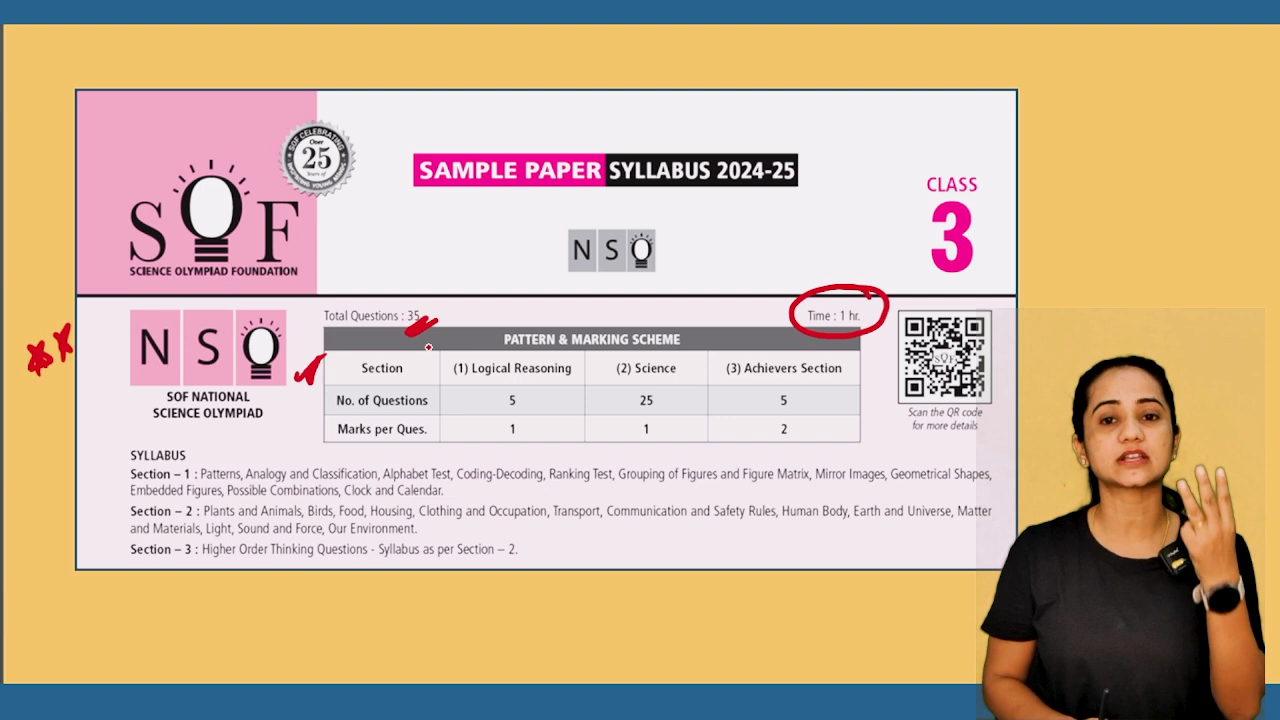 SOF CELEBRATING
Over
25
Years of
SAMPLE PAPER SYLLABUS 2024-25
CLASS
3
SOF
SCIENCE OLYMPIAD FOUNDATION
NSO
Total Questions : 35
Time : 1 hr.
NSO
SOF NATIONAL
SCIENCE OLYMPIAD
PATTERN & MARKING SCHEME
Section (1) Logical Reasoning (2) Science (3) Achievers Section
No. of Questions 5 25 5
Marks per Ques. 1 1 2
SOF
Scan the QR code
for more details
SYLLABUS
Section – 1 : Patterns, Analogy and Classification, Alphabet Test, Coding-Decoding, Ranking Test, Grouping of Figures and Figure Matrix, Mirror Images, Geometrical Shapes,
Embedded Figures, Possible Combinations, Clock and Calendar.
Section – 2 : Plants and Animals, Birds, Food, Housing, Clothing and Occupation, Transport, Communication and Safety Rules, Human Body, Earth and Universe, Matter
and Materials, Light, Sound and Force, Our Environment.
Section – 3 : Higher Order Thinking Questions - Syllabus as per Section – 2.